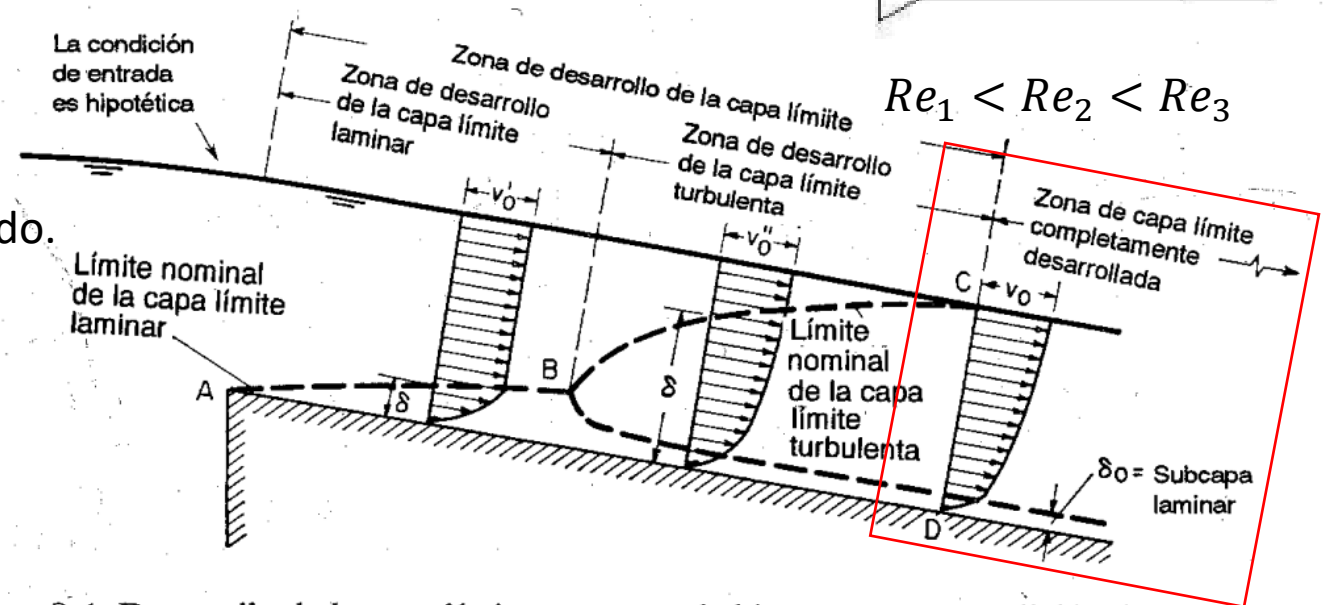 La condición
de entrada
es hipotética
Zona de desarrollo de la capa límiite
Zona de desarrollo
de la capa límite
laminar
Zona de desarrollo
de la capa límite
turbulenta
Re₁ < Re₂ < Re₃
Zona de capa límite
completamente
desarrollada
v'₀
v''₀
v₀
do.
Límite nominal
de la capa límite
laminar
A
B
C
D
δ
δ
Límite
nominal
de la capa
límite
turbulenta
δ₀ = Subcapa
laminar